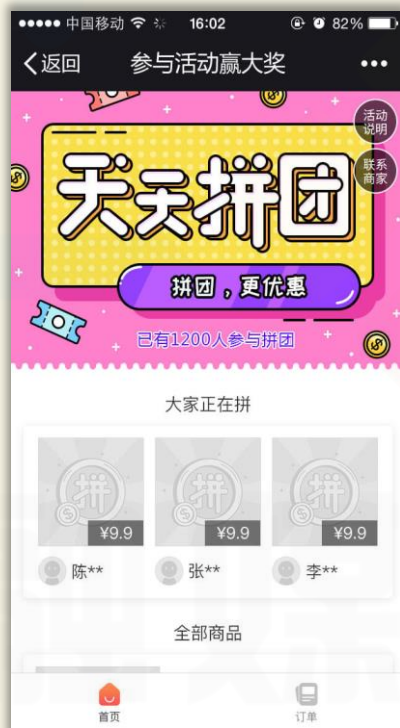 中国移动 16:02 82%
返回 参与活动赢大奖
活动
说明
联系
商家
天天拼团
拼团，更优惠
已有1200人参与拼团
大家正在拼
拼 拼 拼
¥9.9 ¥9.9 ¥9.9
陈** 张** 李**
全部商品
首页 订单